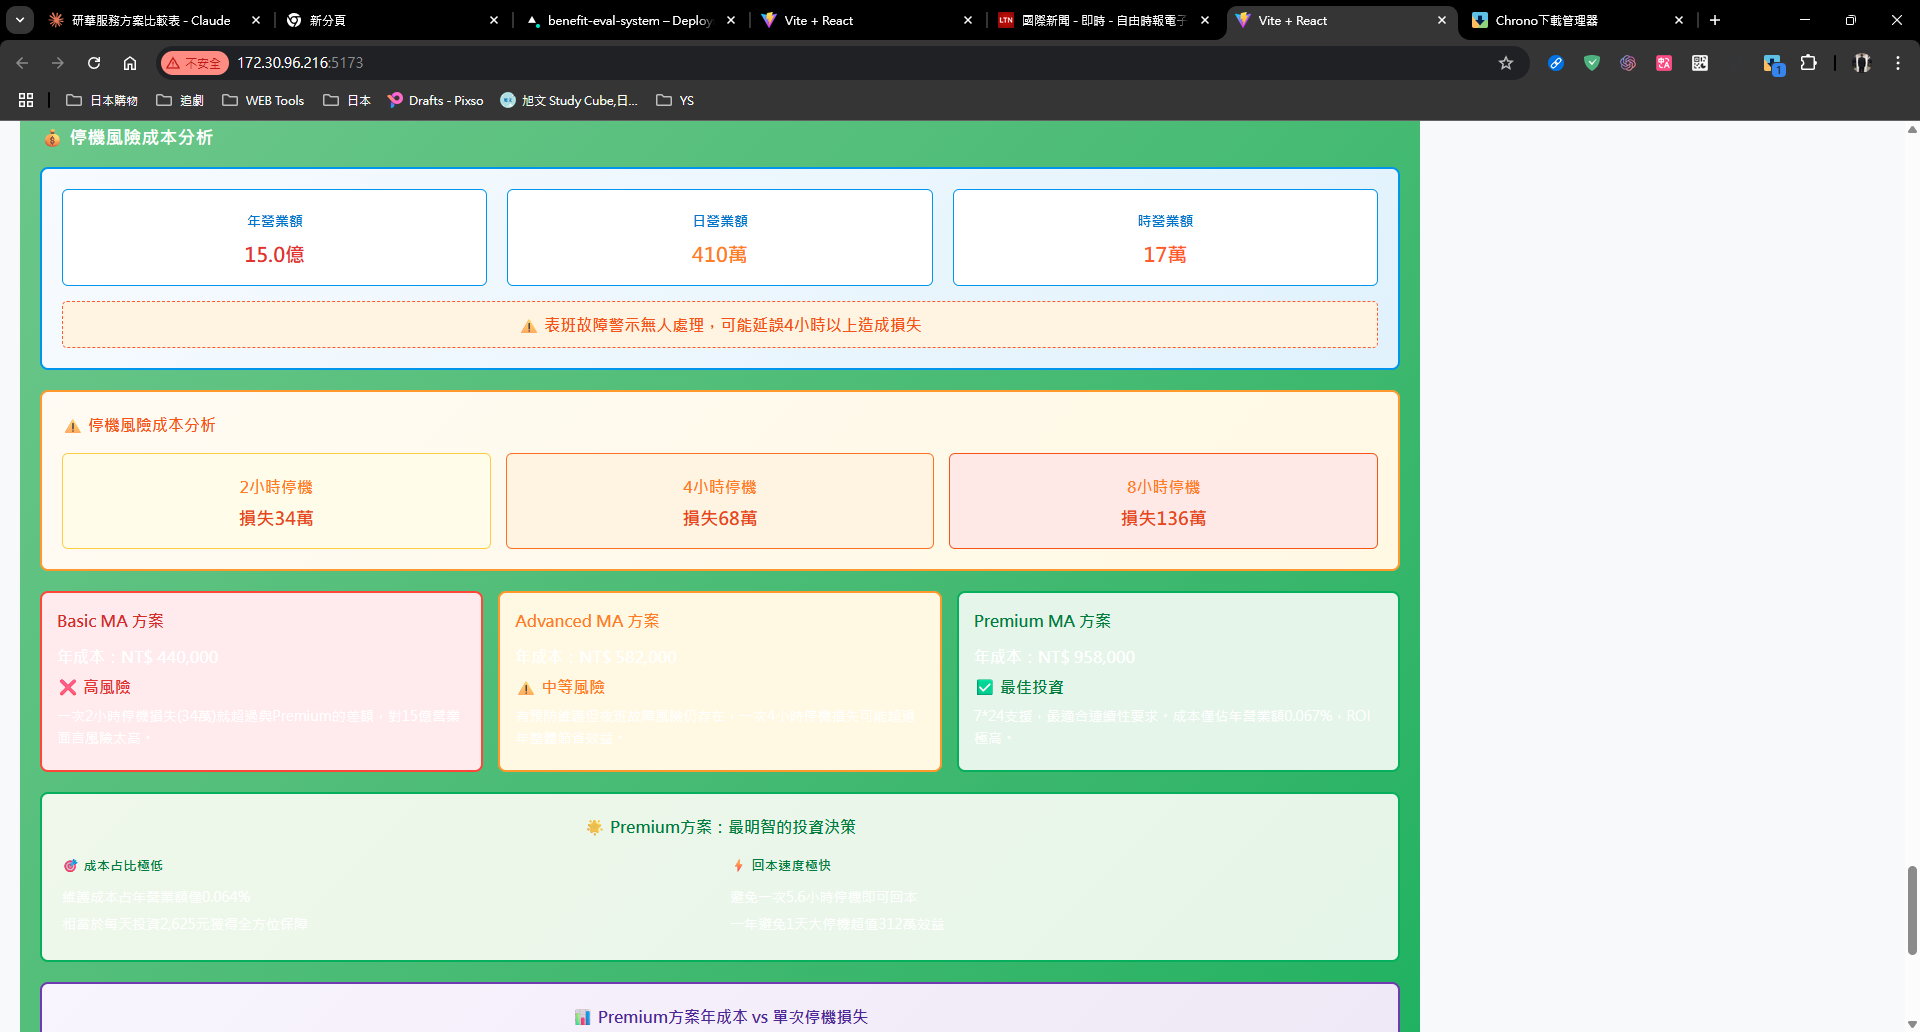 研華服務方案比較表 - Claude
新分頁
benefit-eval-system – Deploy
Vite + React
國際新聞 - 即時 - 自由時報電子
Vite + React
Chrono下載管理器
不安全
172.30.96.216:5173
日本購物
追劇
WEB Tools
日本
Drafts - Pixso
旭文 Study Cube,日...
YS
停機風險成本分析
年營業額
15.0億
日營業額
410萬
時營業額
17萬
表班故障警示無人處理，可能延誤4小時以上造成損失
停機風險成本分析
2小時停機
損失34萬
4小時停機
損失68萬
8小時停機
損失136萬
Basic MA 方案
年成本：NT$ 440,000
高風險
一次2小時停機損失(34萬)就超過與Premium的差額，對15億營業
面而風險太高。
Advanced MA 方案
年成本：NT$ 582,000
中等風險
Premium MA 方案
年成本：NT$ 958,000
最佳投資
7*24支援，最適合連續性要求。成本僅佔年營業額0.067%，ROI
極高。
Premium方案：最明智的投資決策
成本占比極低
維護成本占年營業額僅0.064%
相當於每天投資2,625元獲得全方位保障
回本速度極快
避免一次5.6小時停機即可回本
一年避免1天大停機超值312萬效益
Premium方案年成本 vs 單次停機損失